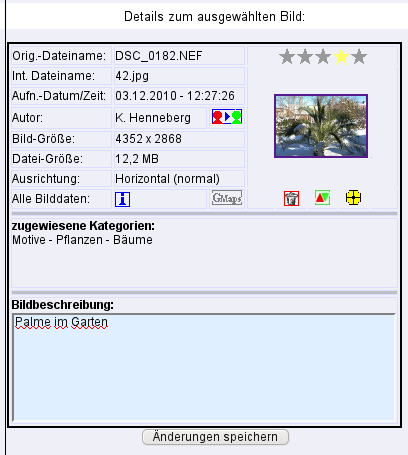 Details zum ausgewählten Bild:
Orig.-Dateiname: DSC_0182.NEF
Int. Dateiname: 42.jpg
Aufn.-Datum/Zeit: 03.12.2010 - 12:27:26
Autor: K. Henneberg
Bild-Größe: 4352 x 2868
Datei-Größe: 12,2 MB
Ausrichtung: Horizontal (normal)
Alle Bilddaten: i GMaps
zugewiesene Kategorien:
Motive - Pflanzen - Bäume
Bildbeschreibung:
Palme im Garten
Änderungen speichern